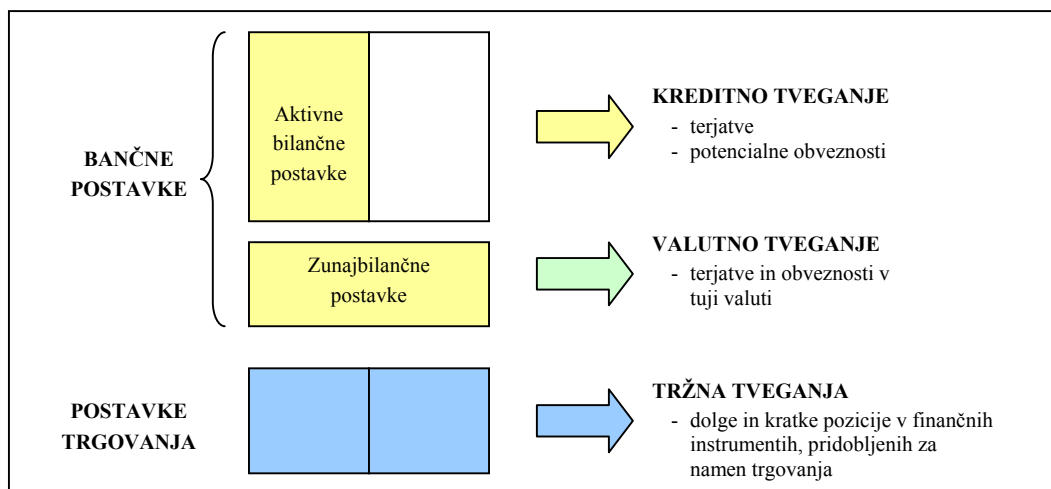 BANČNE
POSTAVKE
Aktivne
bilančne
postavke
Zunajbilančne
postavke
KREDITNO TVEGANJE
- terjatve
- potencialne obveznosti
VALUTNO TVEGANJE
- terjatve in obveznosti v
tuji valuti
POSTAVKE
TRGOVANJA
TRŽNA TVEGANJA
- dolge in kratke pozicije v finančnih
instrumentih, pridobljenih za
namen trgovanja